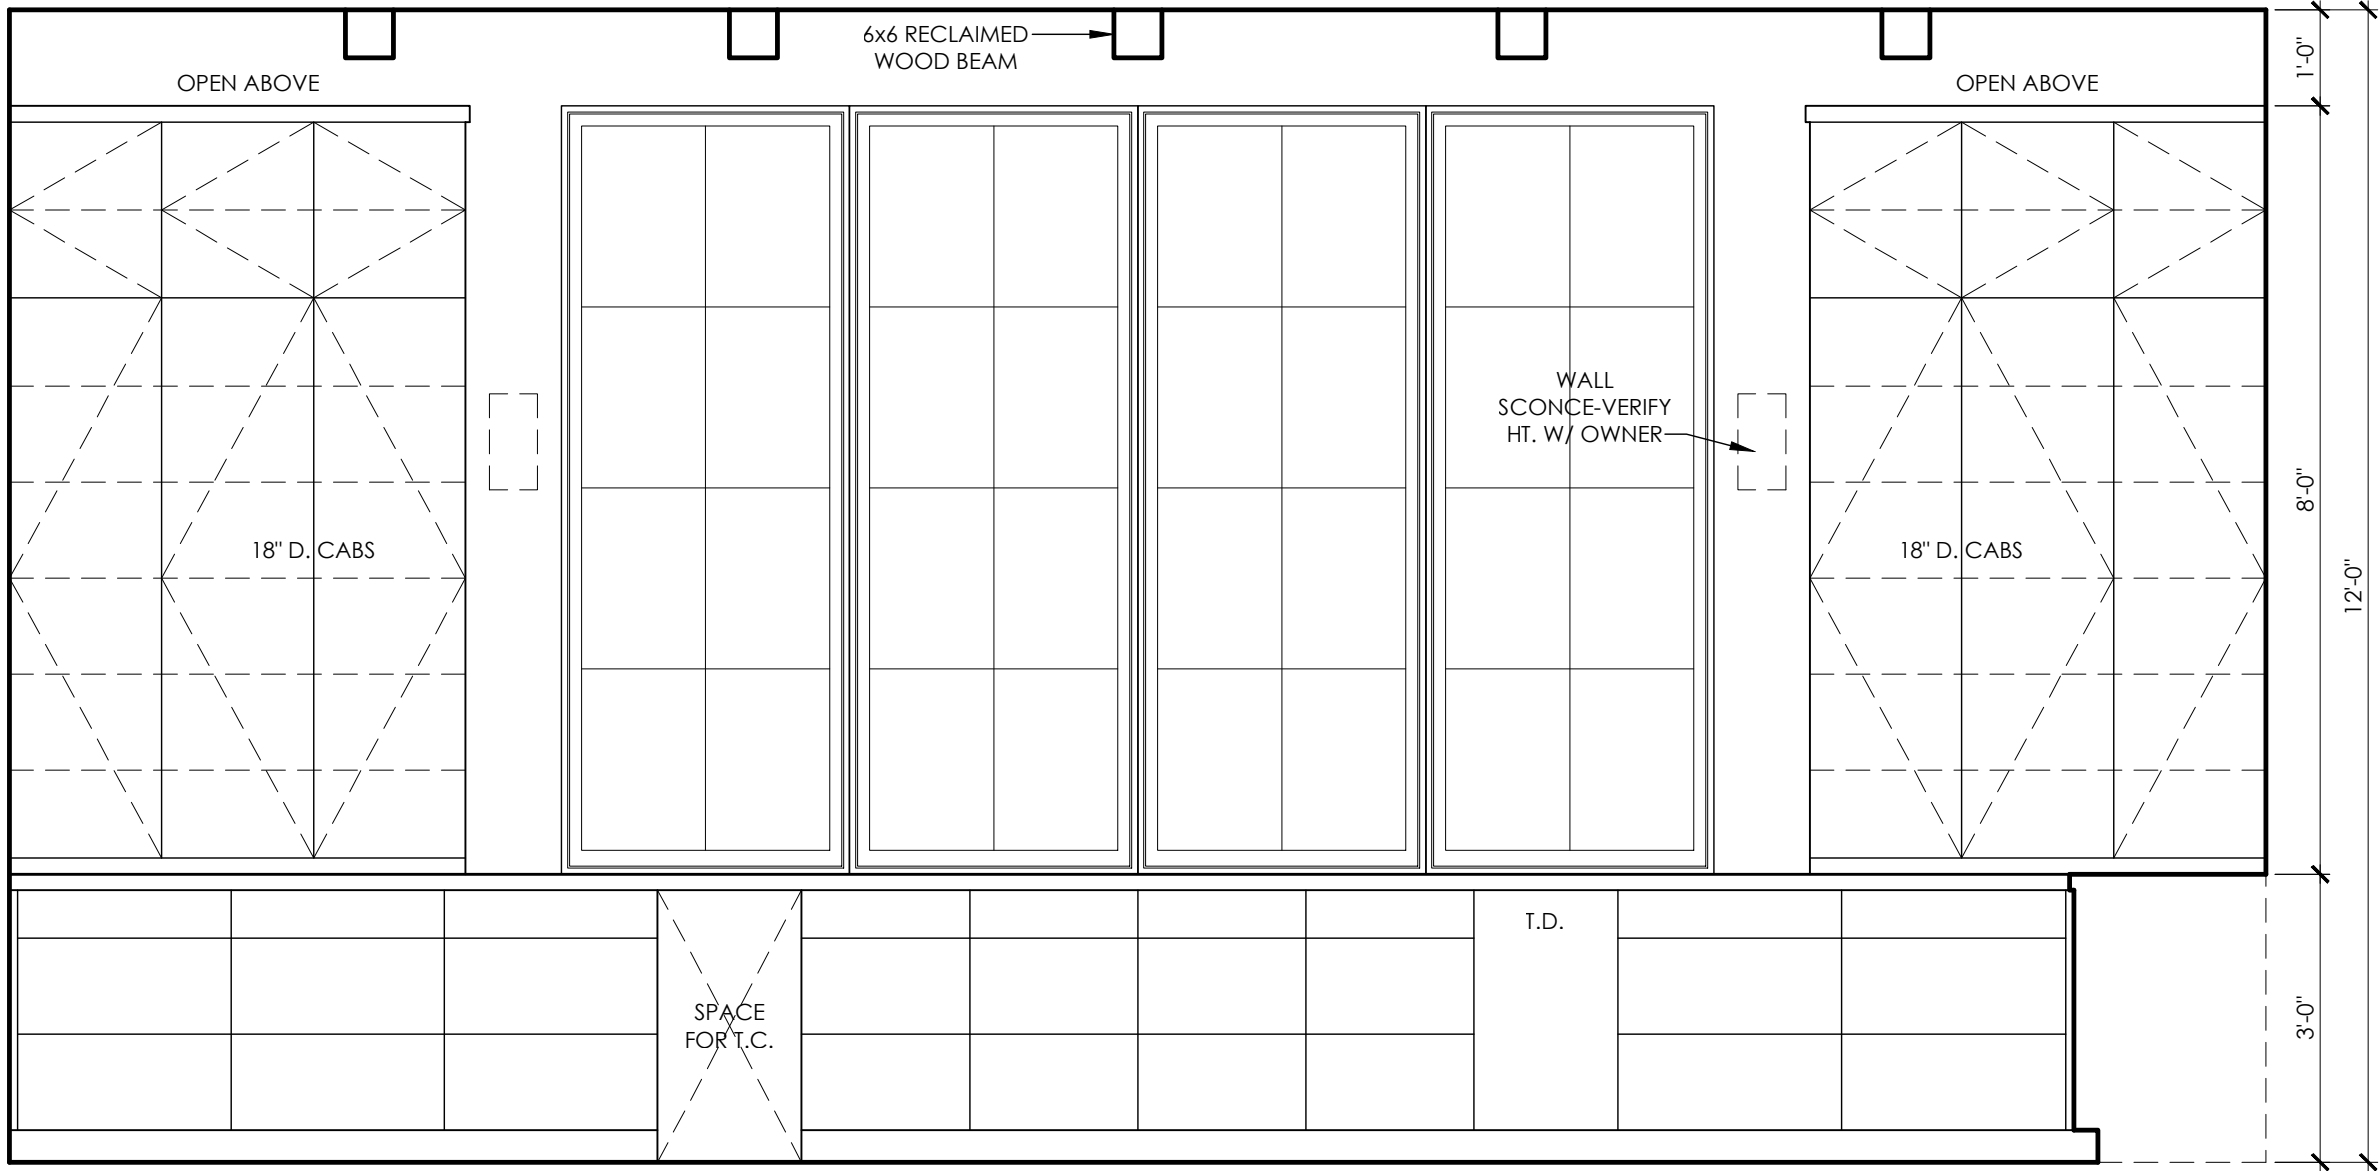 6x6 RECLAIMED
WOOD BEAM
OPEN ABOVE
OPEN ABOVE
1'-0"
WALL
SCONCE-VERIFY
HT. W/ OWNER
8'-0"
18" D. CABS
18" D. CABS
12'-0"
T.D.
SPACE
FOR T.C.
3'-0"